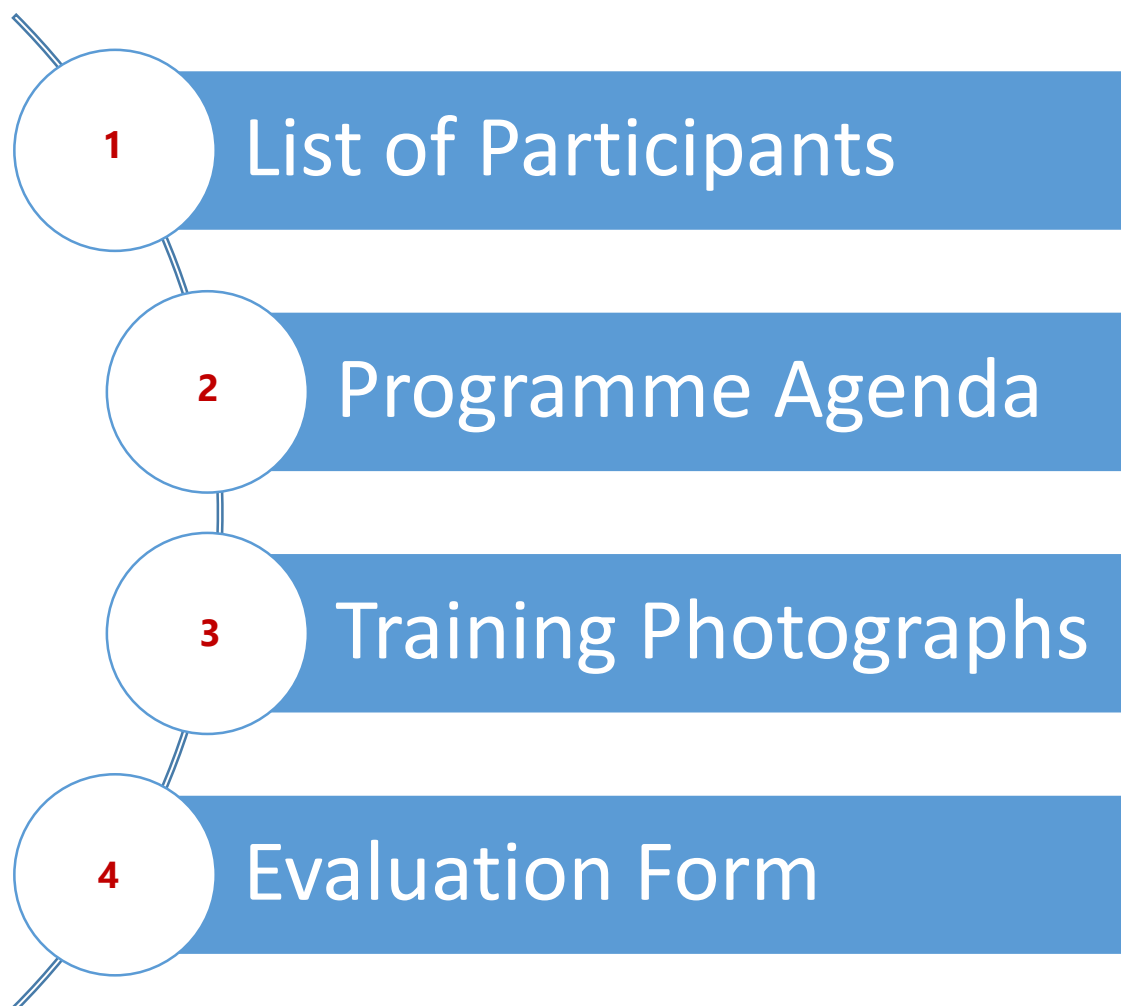 1 List of Participants
2 Programme Agenda
3 Training Photographs
4 Evaluation Form